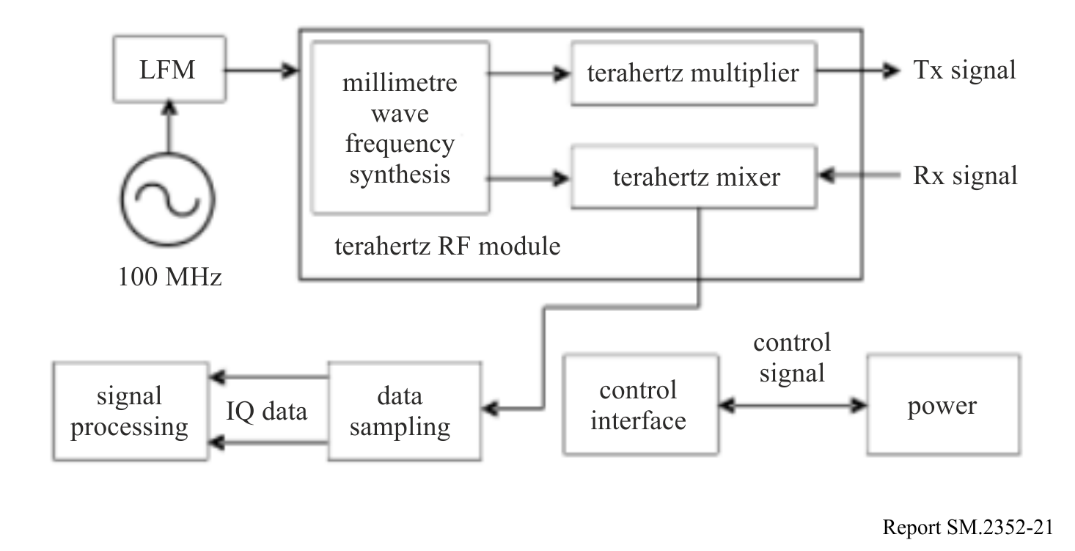 LFM
100 MHz
millimetre
wave
frequency
synthesis
terahertz multiplier
Tx signal
terahertz mixer
Rx signal
terahertz RF module
signal
processing
IQ data
data
sampling
control
interface
control
signal
power
Report SM.2352-21